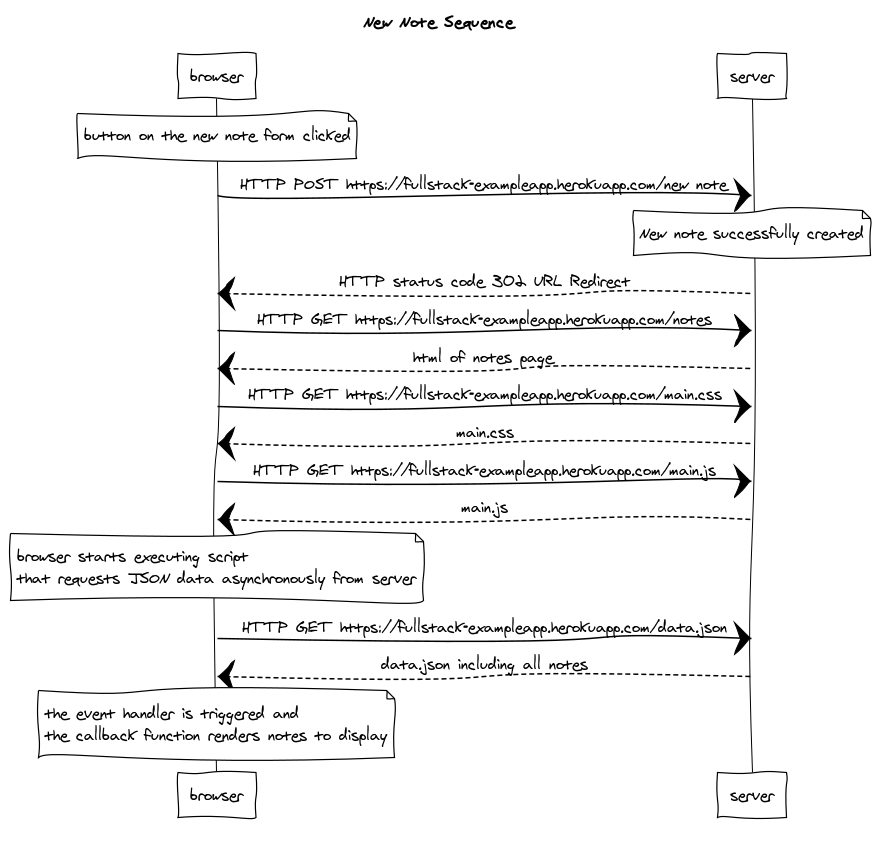 New Note Sequence
browser
server
button on the new note form clicked
HTTP POST https://fullstack-exampleapp.herokuapp.com/new note
New note successfully created
HTTP status code 302 URL Redirect
HTTP GET https://fullstack-exampleapp.herokuapp.com/notes
html of notes page
HTTP GET https://fullstack-exampleapp.herokuapp.com/main.css
main.css
HTTP GET https://fullstack-exampleapp.herokuapp.com/main.js
main.js
browser starts executing script
that requests JSON data asynchronously from server
HTTP GET https://fullstack-exampleapp.herokuapp.com/data.json
data.json including all notes
the event handler is triggered and
the callback function renders notes to display
browser
server